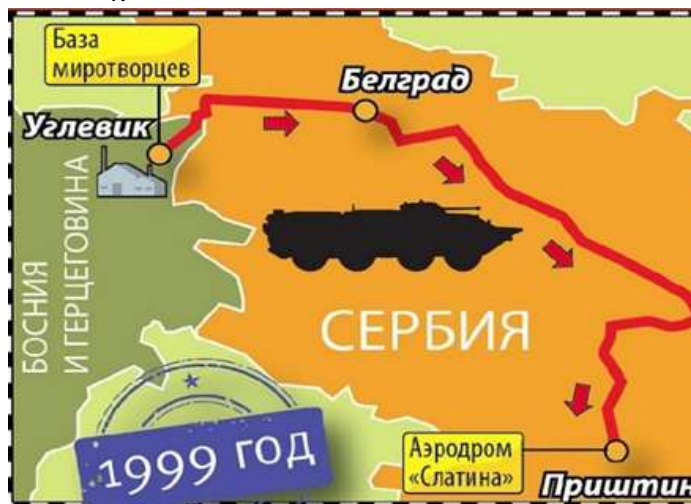 База
миротворцев
Углевик
Белград
БОСНИЯ
И ГЕРЦЕГОВИНА
СЕРБИЯ
1999 ГОД
Аэродром
«Слатина»
Приштин